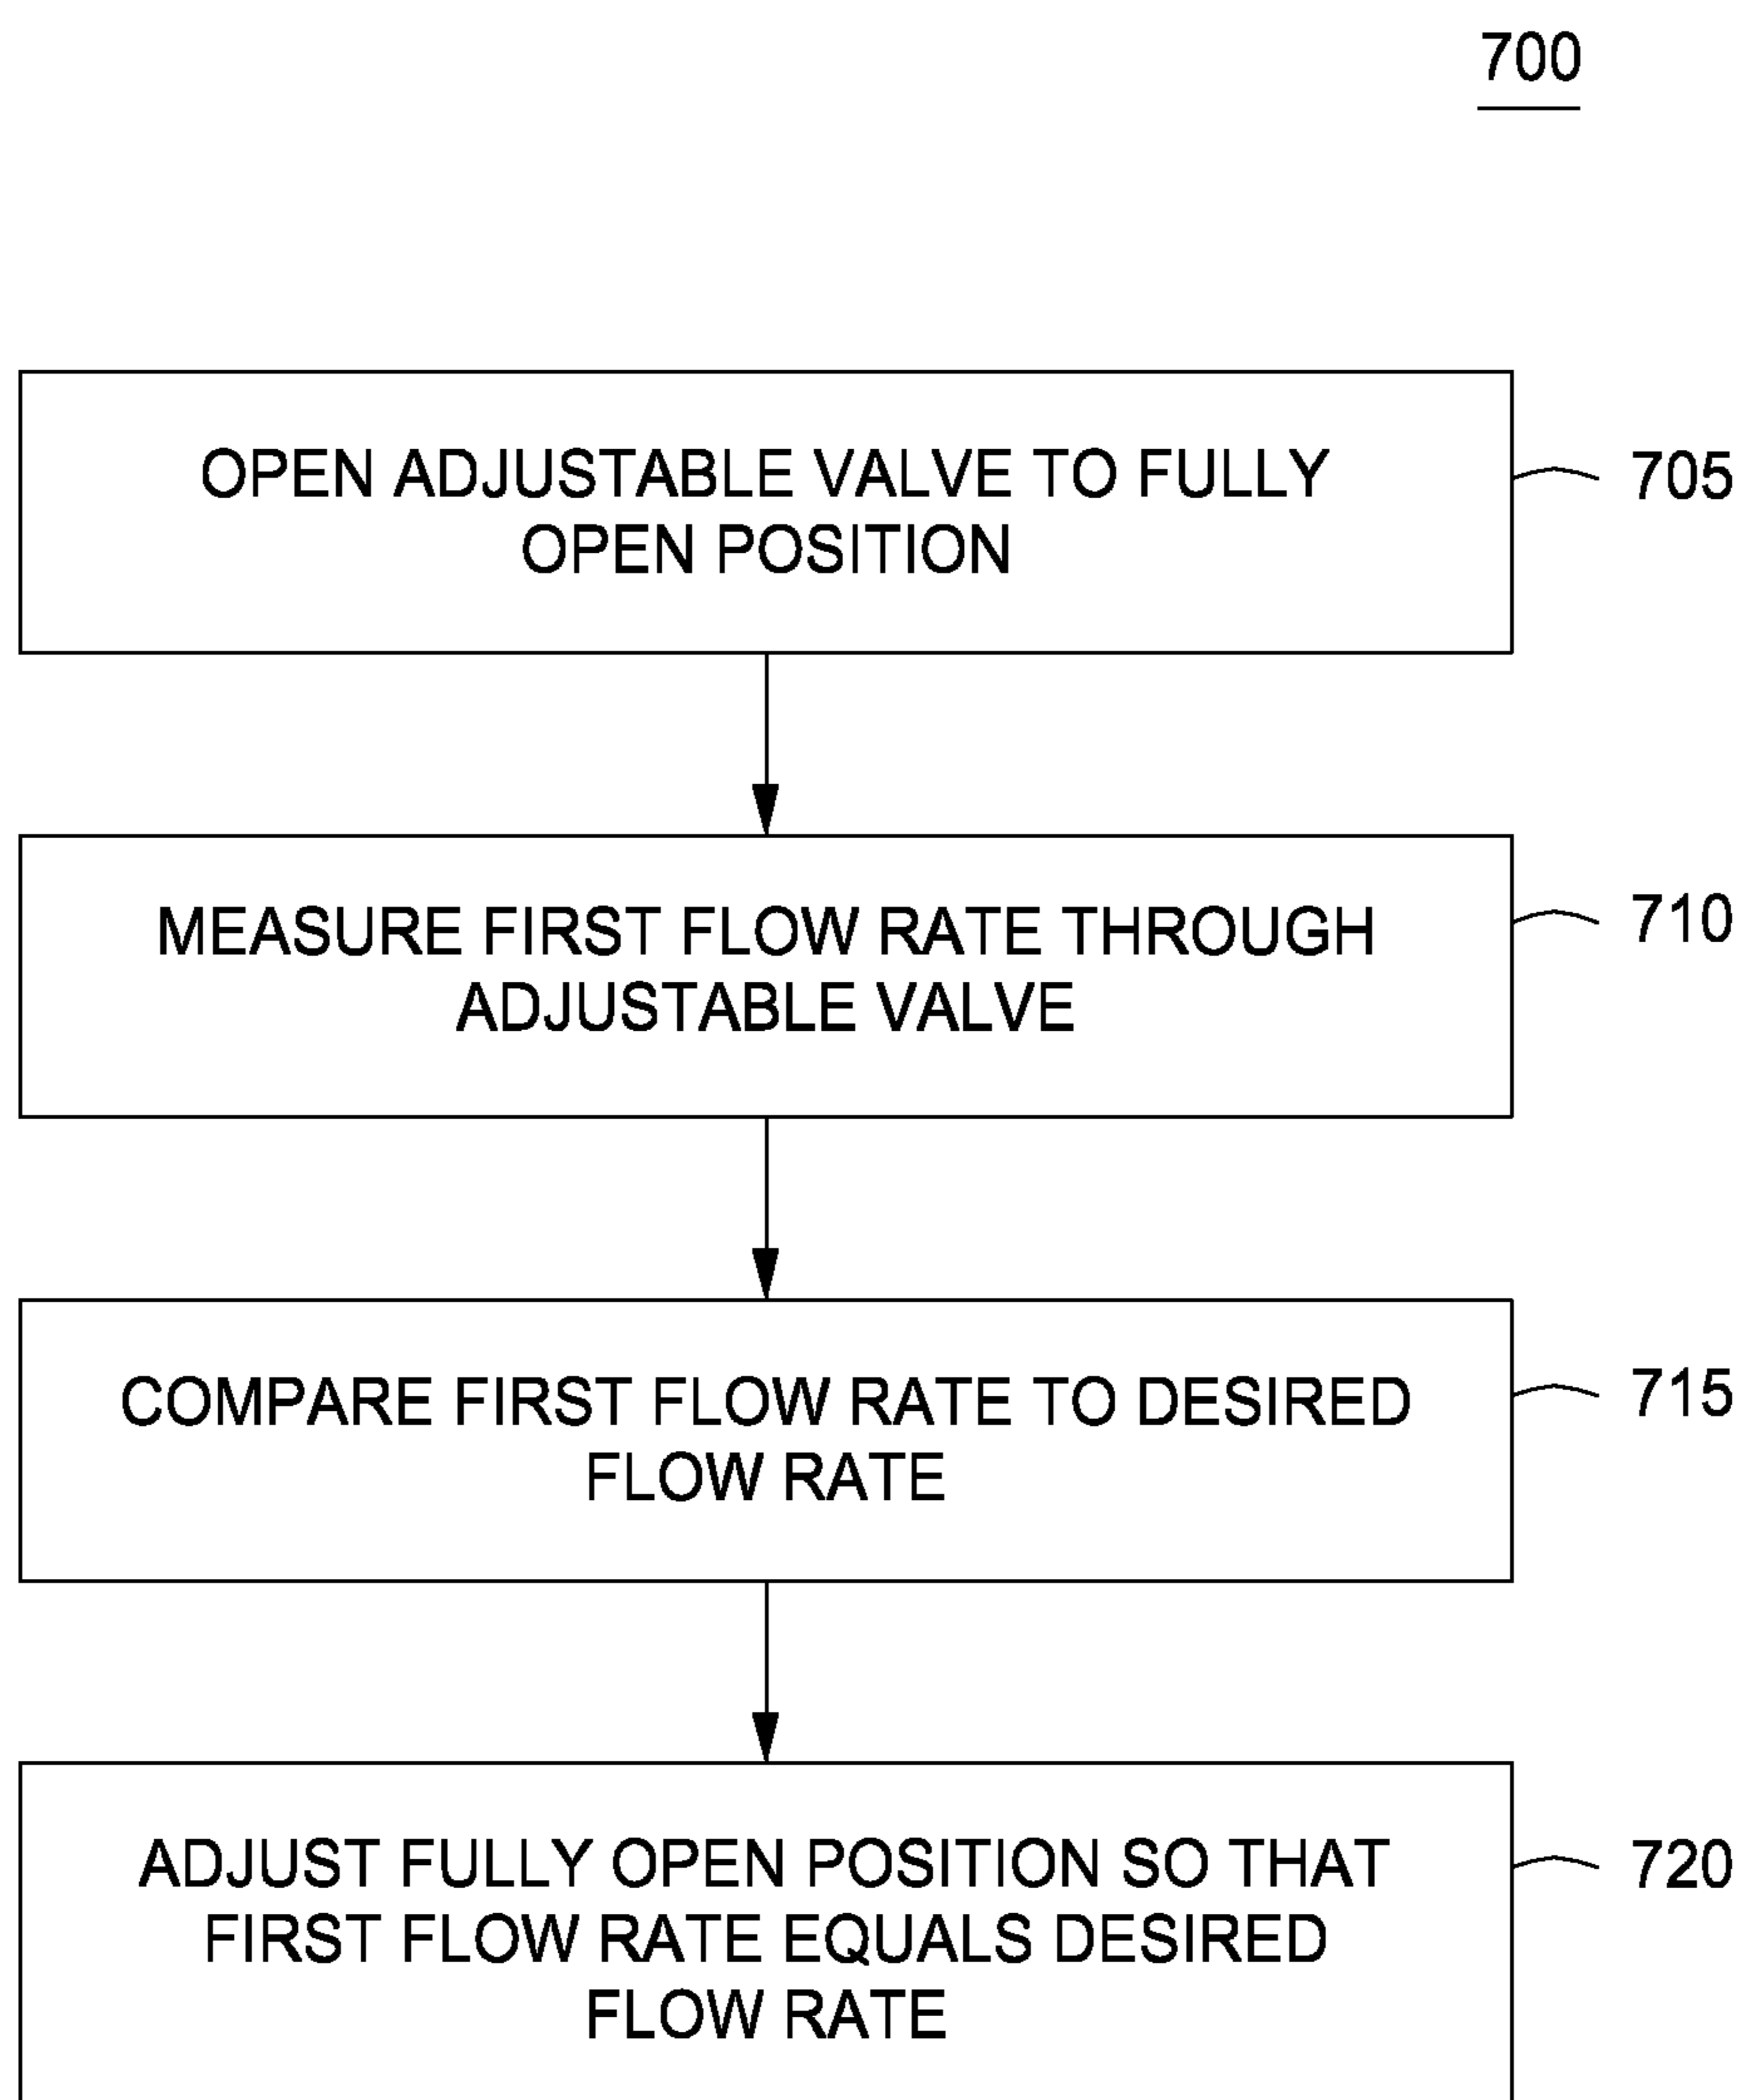 700
OPEN ADJUSTABLE VALVE TO FULLY
OPEN POSITION
705
MEASURE FIRST FLOW RATE THROUGH
ADJUSTABLE VALVE
710
COMPARE FIRST FLOW RATE TO DESIRED
FLOW RATE
715
ADJUST FULLY OPEN POSITION SO THAT
FIRST FLOW RATE EQUALS DESIRED
FLOW RATE
720